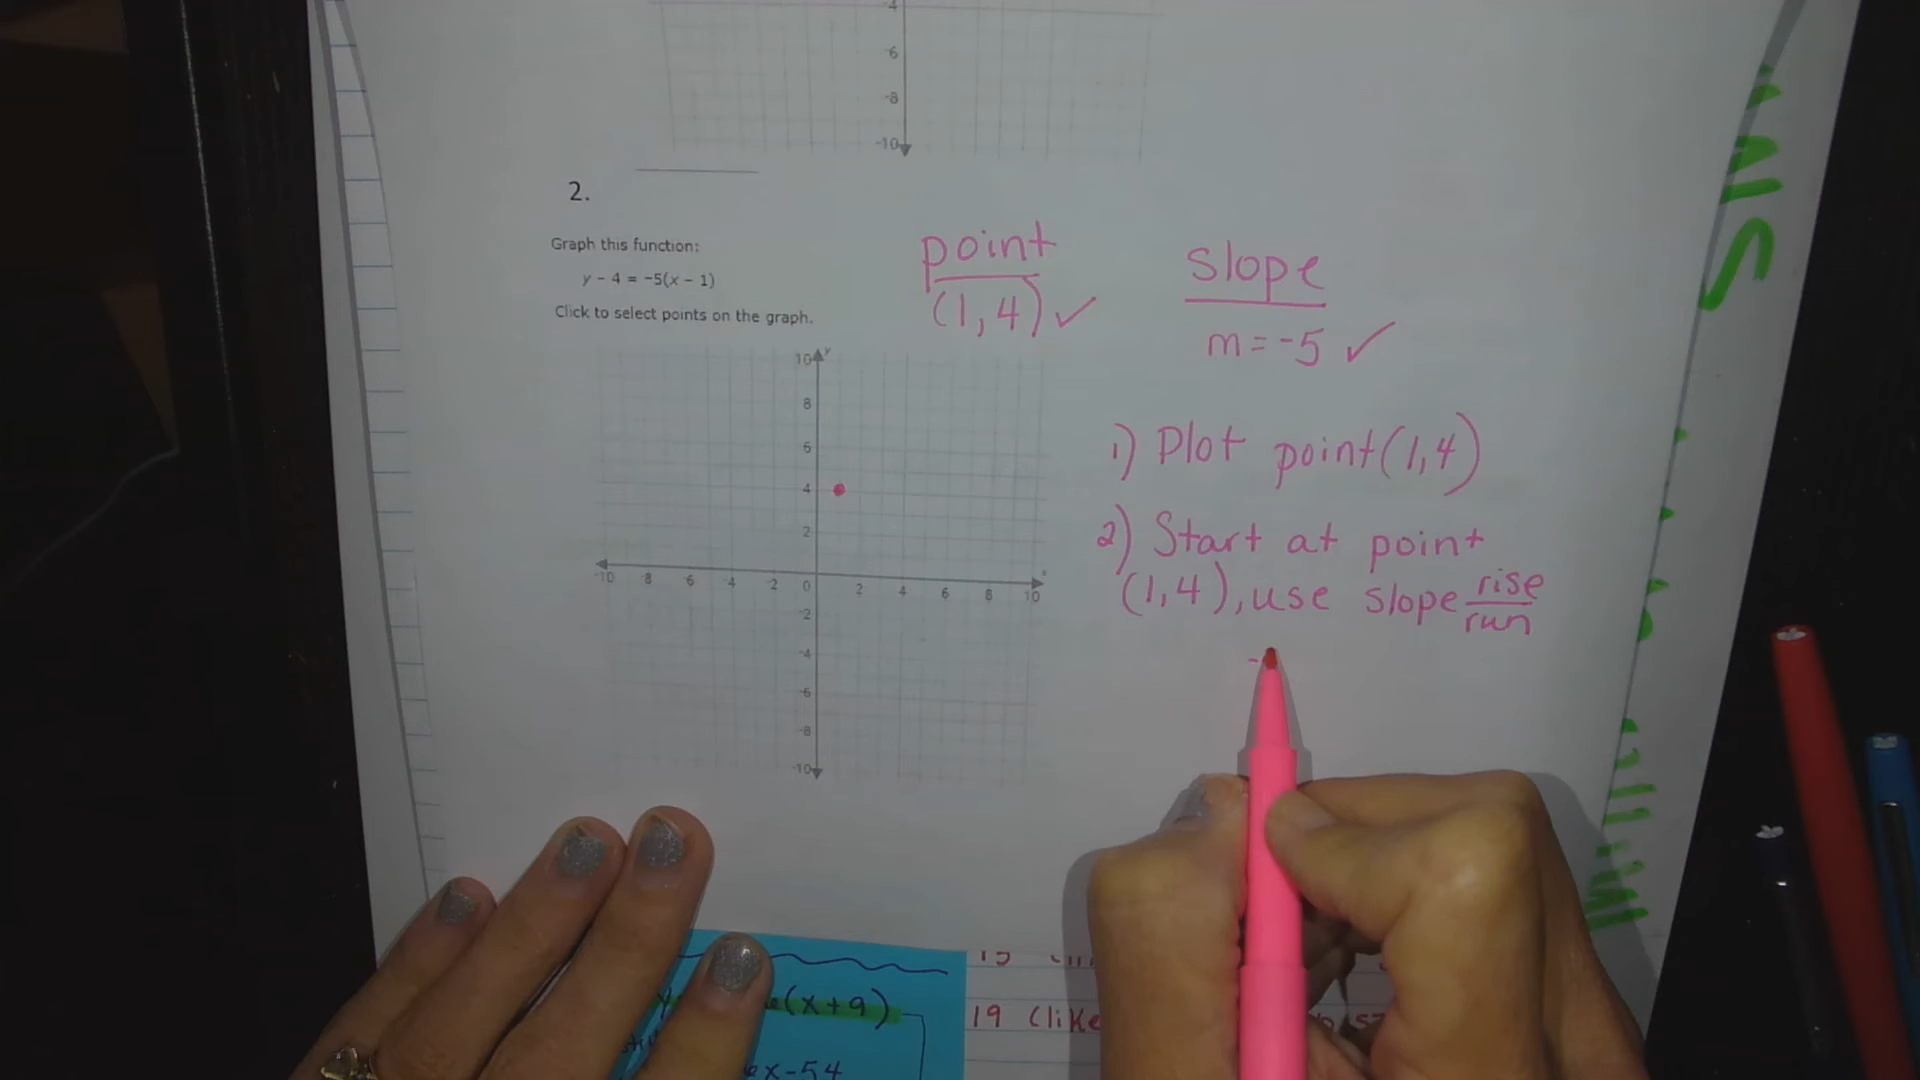 -4
-6
-8
-10
2.
Graph this function:
y - 4 = -5(x - 1)
Click to select points on the graph.
point
(1,4) ✓
slope
m = -5 ✓
10 y
8
6
4
2
-10 -8 -6 -4 -2 0 2 4 6 8 10 x
-2
-4
-6
-8
-10
1) Plot point (1,4)
2) Start at point
(1,4), use slope rise
run
-
(x+9)
x-54
19 (like